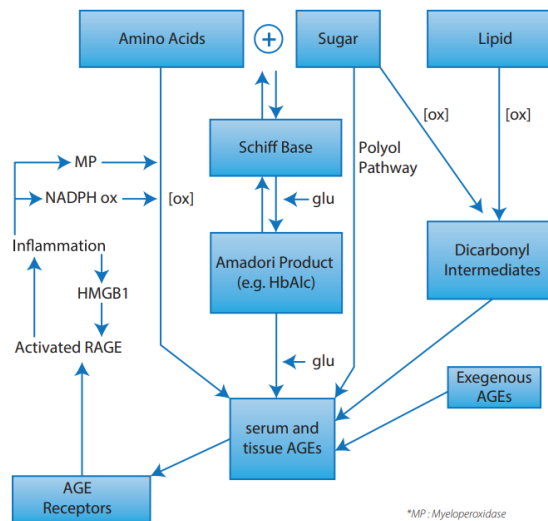 Amino Acids
+
Sugar
Lipid
[ox]
[ox]
Polyol
Pathway
Schiff Base
MP
NADPH ox
[ox]
glu
Inflammation
Amadori Product
(e.g. HbAlc)
Dicarbonyl
Intermediates
HMGB1
Activated RAGE
glu
Exegenous
AGEs
serum and
tissue AGEs
AGE
Receptors
*MP : Myeloperoxidase